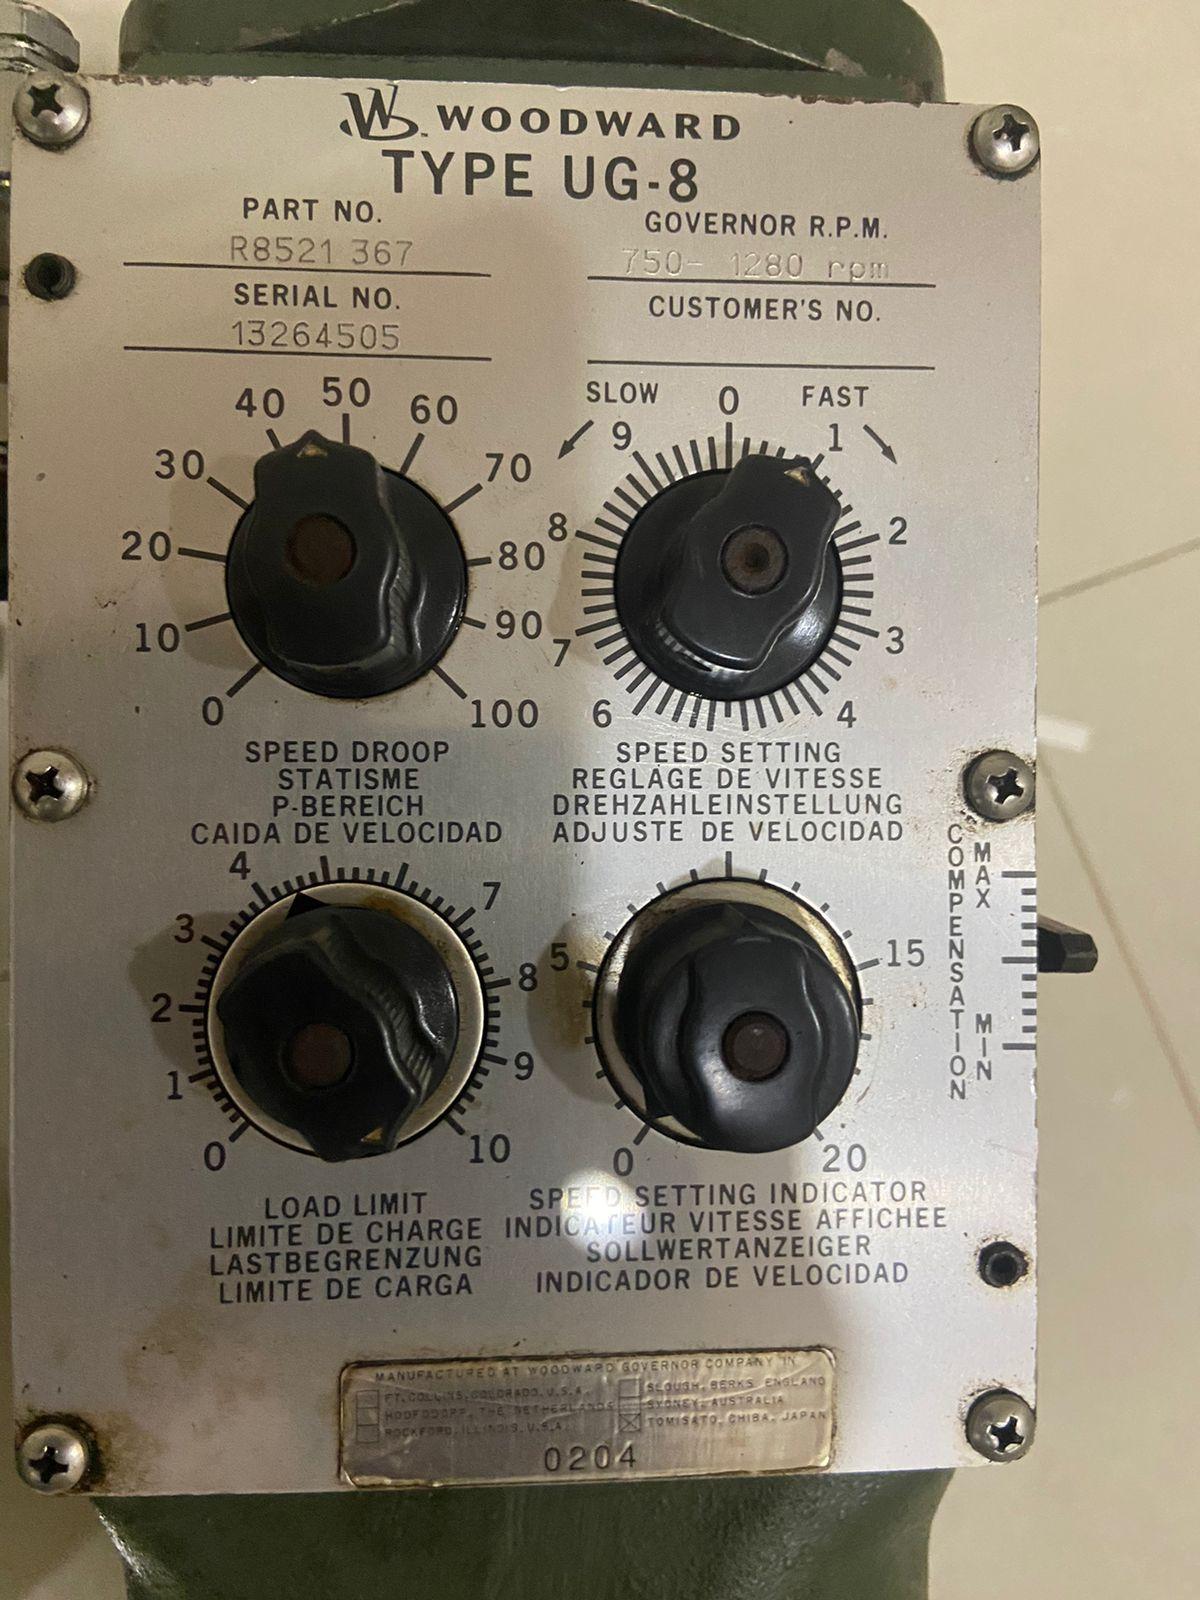 WOODWARD
TYPE UG-8
PART NO.
R8521 367
GOVERNOR R.P.M.
750- 1280 rpm
SERIAL NO.
13264505
CUSTOMER'S NO.
0 10 20 30 40 50 60 70 80 90 100
SPEED DROOP
STATISME
P-BEREICH
CAIDA DE VELOCIDAD
SLOW FAST
0 1 2 3 4 6 7 8 9
SPEED SETTING
REGLAGE DE VITESSE
DREHZAHLEINSTELLUNG
ADJUSTE DE VELOCIDAD
0 1 2 3 4 7 8 9 10
LOAD LIMIT
LIMITE DE CHARGE
LASTBEGRENZUNG
LIMITE DE CARGA
0 5 15 20
SPEED SETTING INDICATOR
INDICATEUR VITESSE AFFICHEE
SOLLWERTANZEIGER
INDICADOR DE VELOCIDAD
COMPENSATION
MAX
MIN
MANUFACTURED AT WOODWARD GOVERNOR COMPANY IN
FT. COLLINS, COLORADO, U.S.A.
HOOFDDORP, THE NETHERLANDS
ROCKFORD, ILLINOIS, U.S.A.
SLOUGH, BERKS, ENGLAND
SYDNEY, AUSTRALIA
TOMISATO, CHIBA, JAPAN
0204